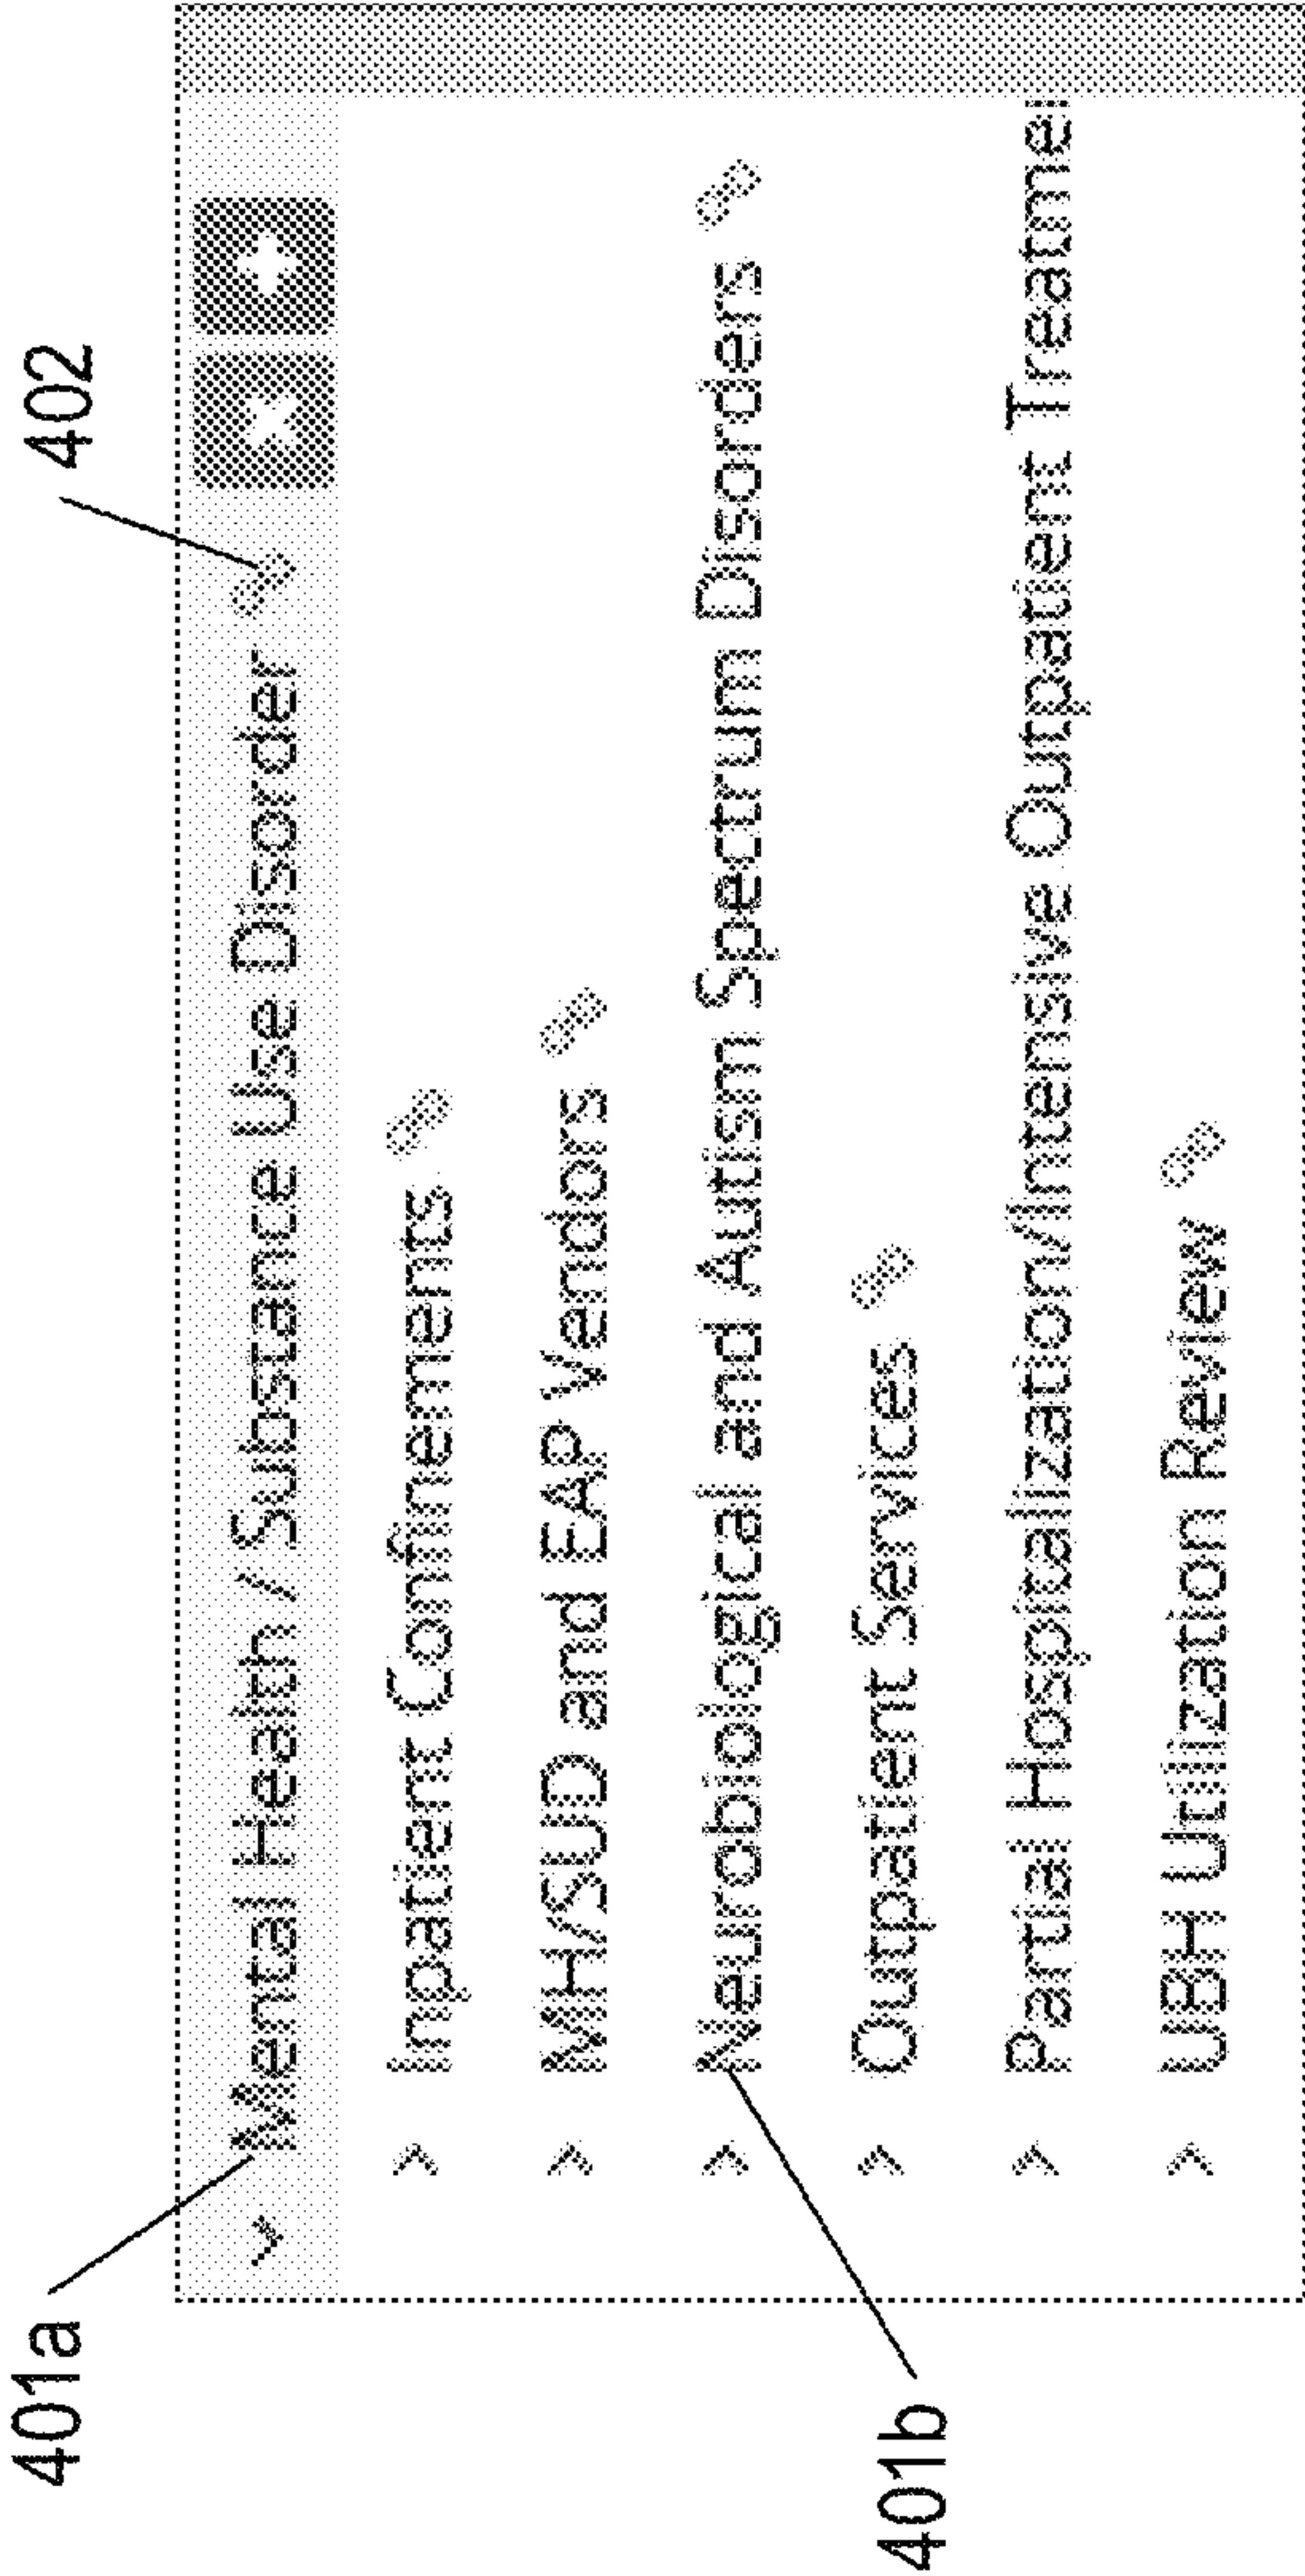 402
401a
Mental Health / Substance Use Disorder
Inpatient Confinements
MH/SUD and EAP Vendors
Neurobiological and Autism Spectrum Disorders
Outpatient Services
Partial Hospitalization/Intensive Outpatient Treatme
UBH Utilization Review
401b